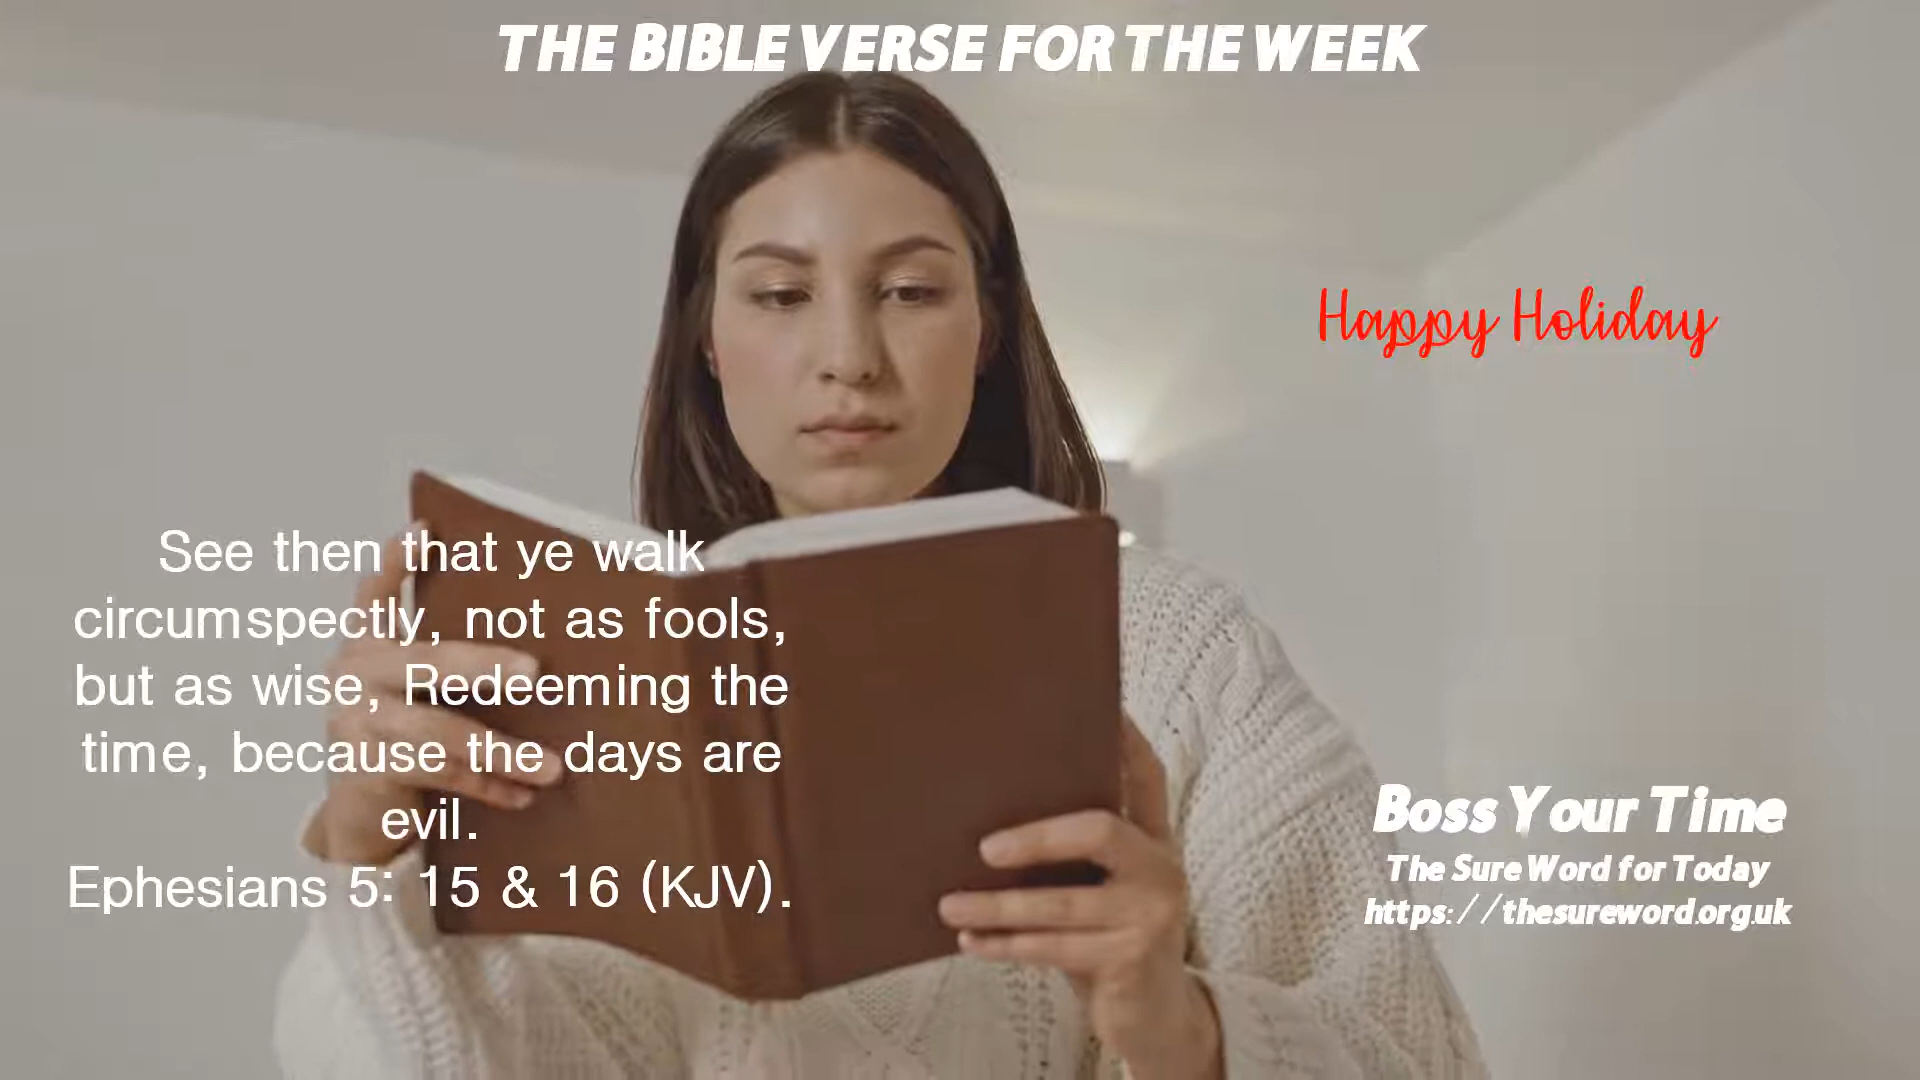 THE BIBLE VERSE FOR THE WEEK
Happy Holiday
See then that ye walk
circumspectly, not as fools,
but as wise, Redeeming the
time, because the days are
evil.
Ephesians 5: 15 & 16 (KJV).
Boss Your Time
The Sure Word for Today
https://thesureword.org.uk